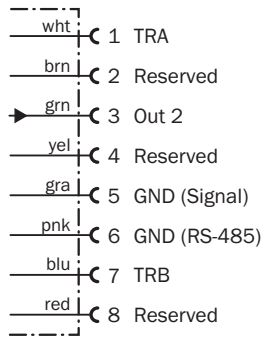 wht 1 TRA
brn 2 Reserved
grn 3 Out 2
yel 4 Reserved
gra 5 GND (Signal)
pnk 6 GND (RS-485)
blu 7 TRB
red 8 Reserved